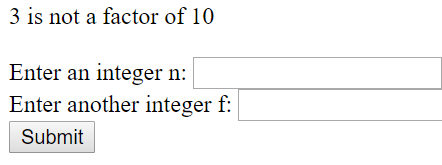 3 is not a factor of 10
Enter an integer n:
Enter another integer f:
Submit